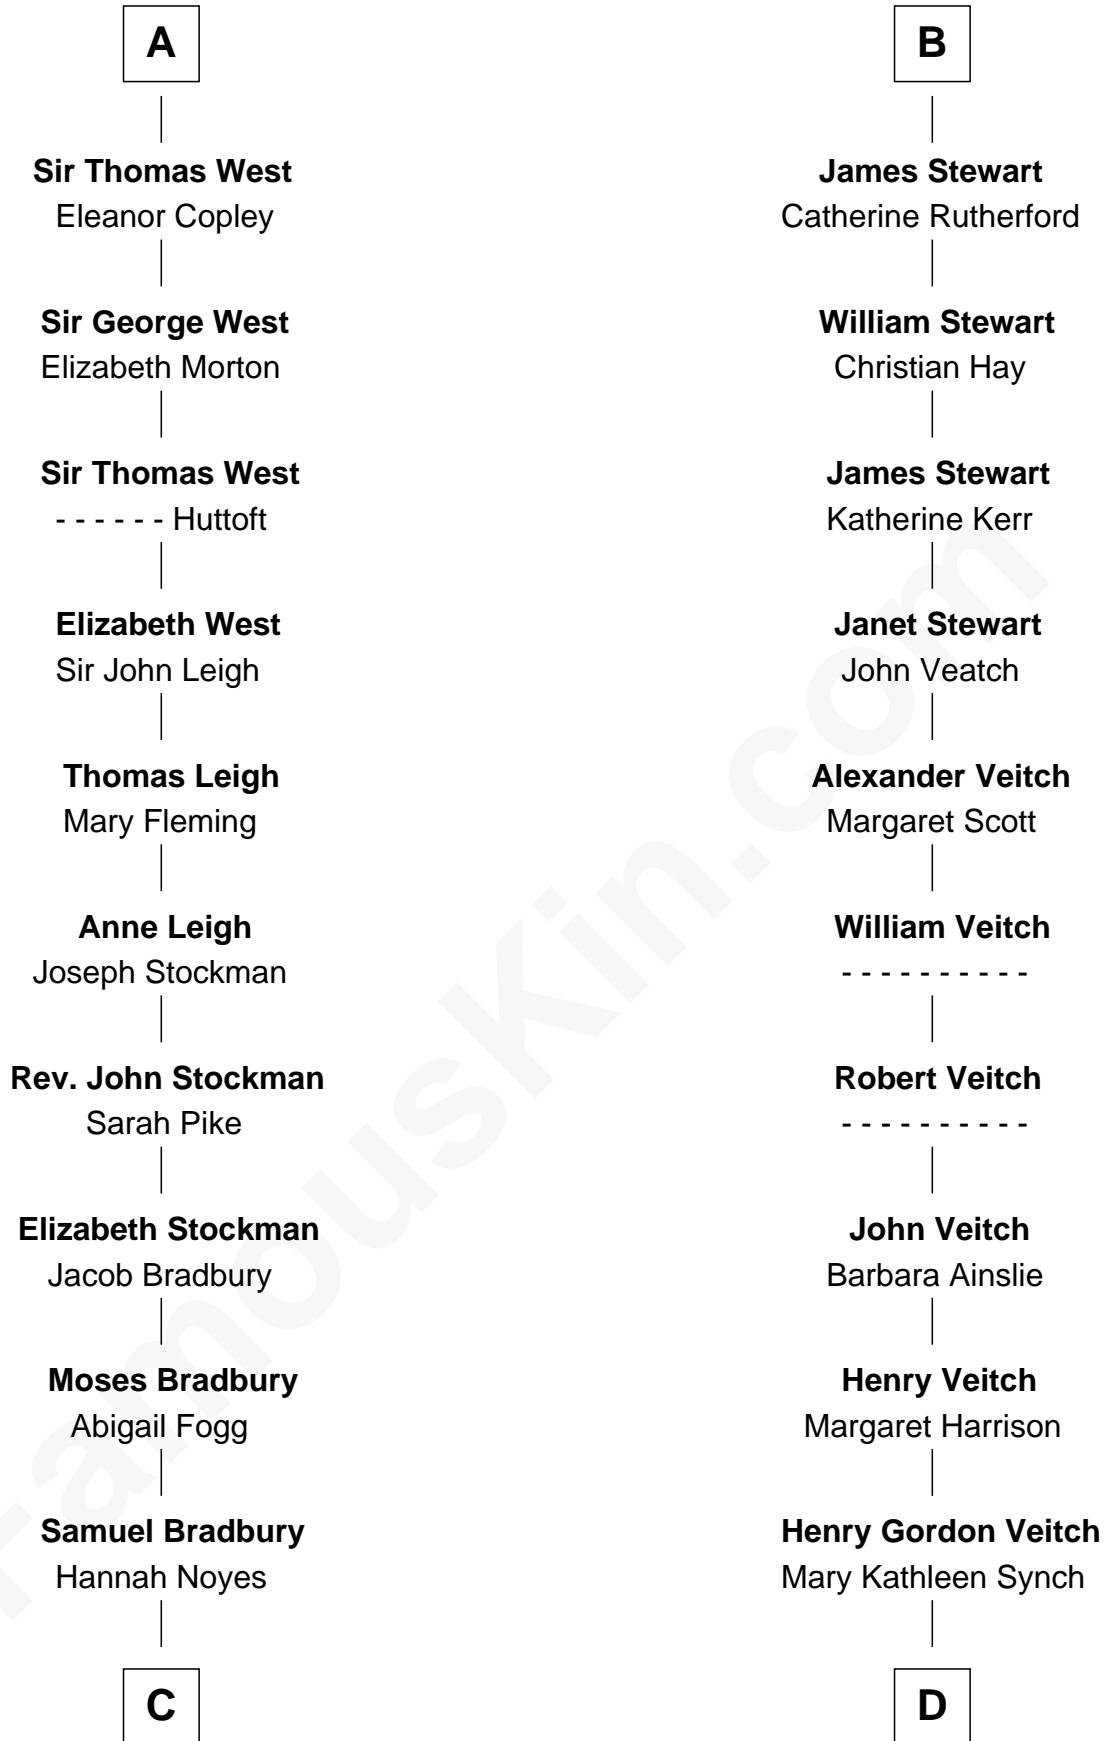 A
Sir Thomas West
Eleanor Copley
Sir George West
Elizabeth Morton
Sir Thomas West
- - - - - - Huttoft
Elizabeth West
Sir John Leigh
Thomas Leigh
Mary Fleming
Anne Leigh
Joseph Stockman
Rev. John Stockman
Sarah Pike
Elizabeth Stockman
Jacob Bradbury
Moses Bradbury
Abigail Fogg
Samuel Bradbury
Hannah Noyes
C
B
James Stewart
Catherine Rutherford
William Stewart
Christian Hay
James Stewart
Katherine Kerr
Janet Stewart
John Veatch
Alexander Veitch
Margaret Scott
William Veitch
- - - - - - - - - -
Robert Veitch
- - - - - - - - - -
John Veitch
Barbara Ainslie
Henry Veitch
Margaret Harrison
Henry Gordon Veitch
Mary Kathleen Synch
D
FamousKin.com